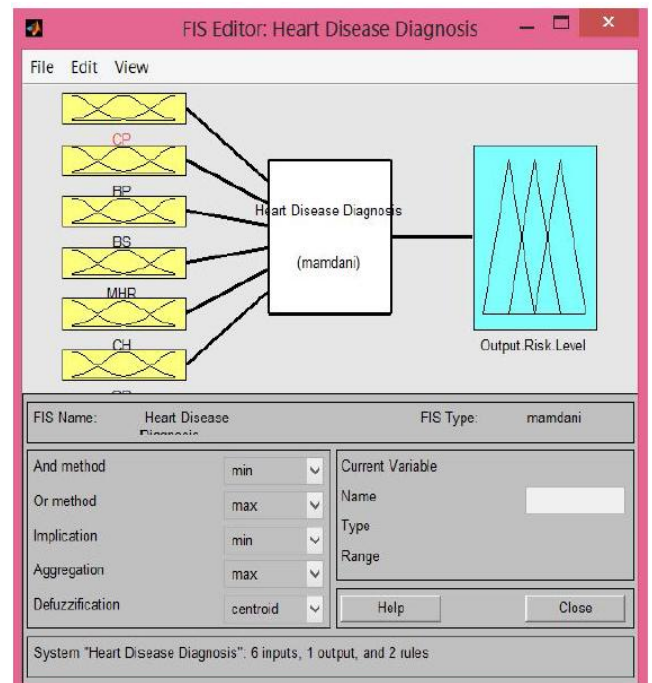 FIS Editor: Heart Disease Diagnosis
File Edit View
CP
BP
BS
MHR
CH
Heart Disease Diagnosis
(mamdani)
Output Risk Level
FIS Name: Heart Disease Diagnosis FIS Type: mamdani
And method min
Or method max
Implication min
Aggregation max
Defuzzification centroid
Current Variable
Name
Type
Range
Help Close
System "Heart Disease Diagnosis": 6 inputs, 1 output, and 2 rules